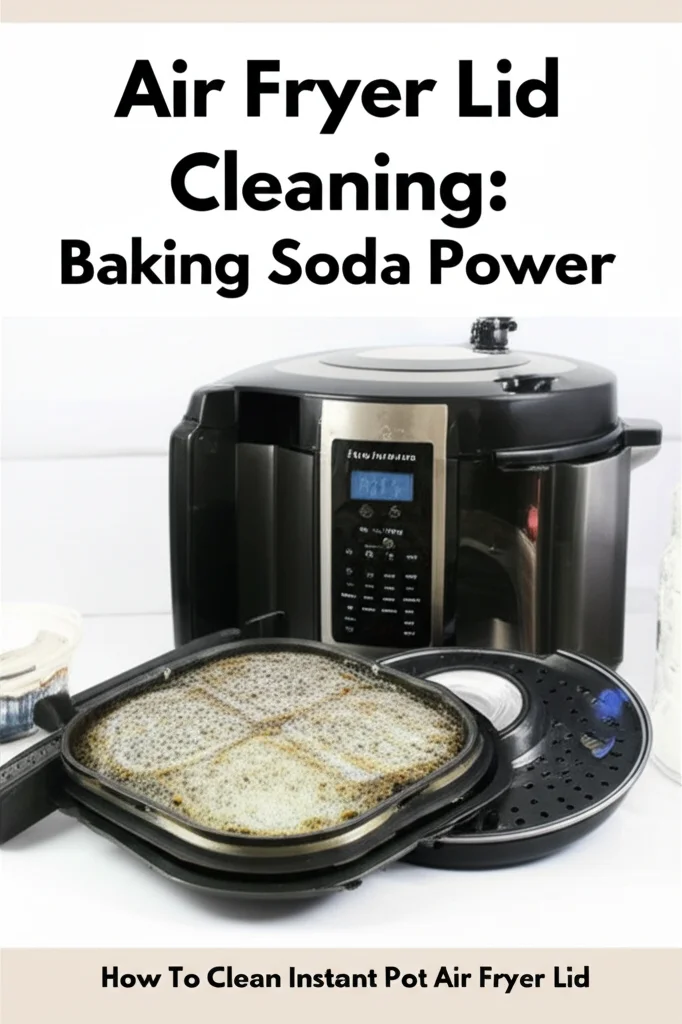 Air Fryer Lid
Cleaning:
Baking Soda Power
How To Clean Instant Pot Air Fryer Lid